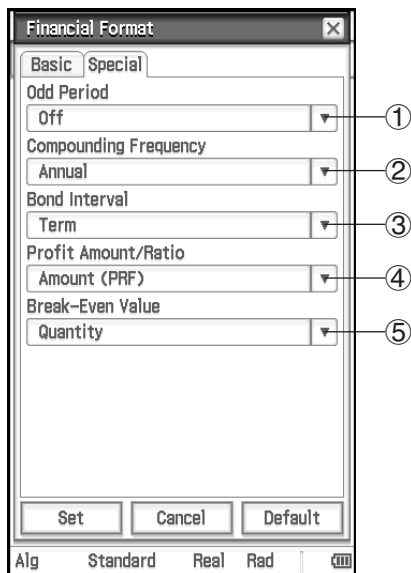 Financial Format
Basic Special
Odd Period
Off ①
Compounding Frequency
Annual ②
Bond Interval
Term ③
Profit Amount/Ratio
Amount (PRF) ④
Break-Even Value
Quantity ⑤
Set Cancel Default
Alg Standard Real Rad